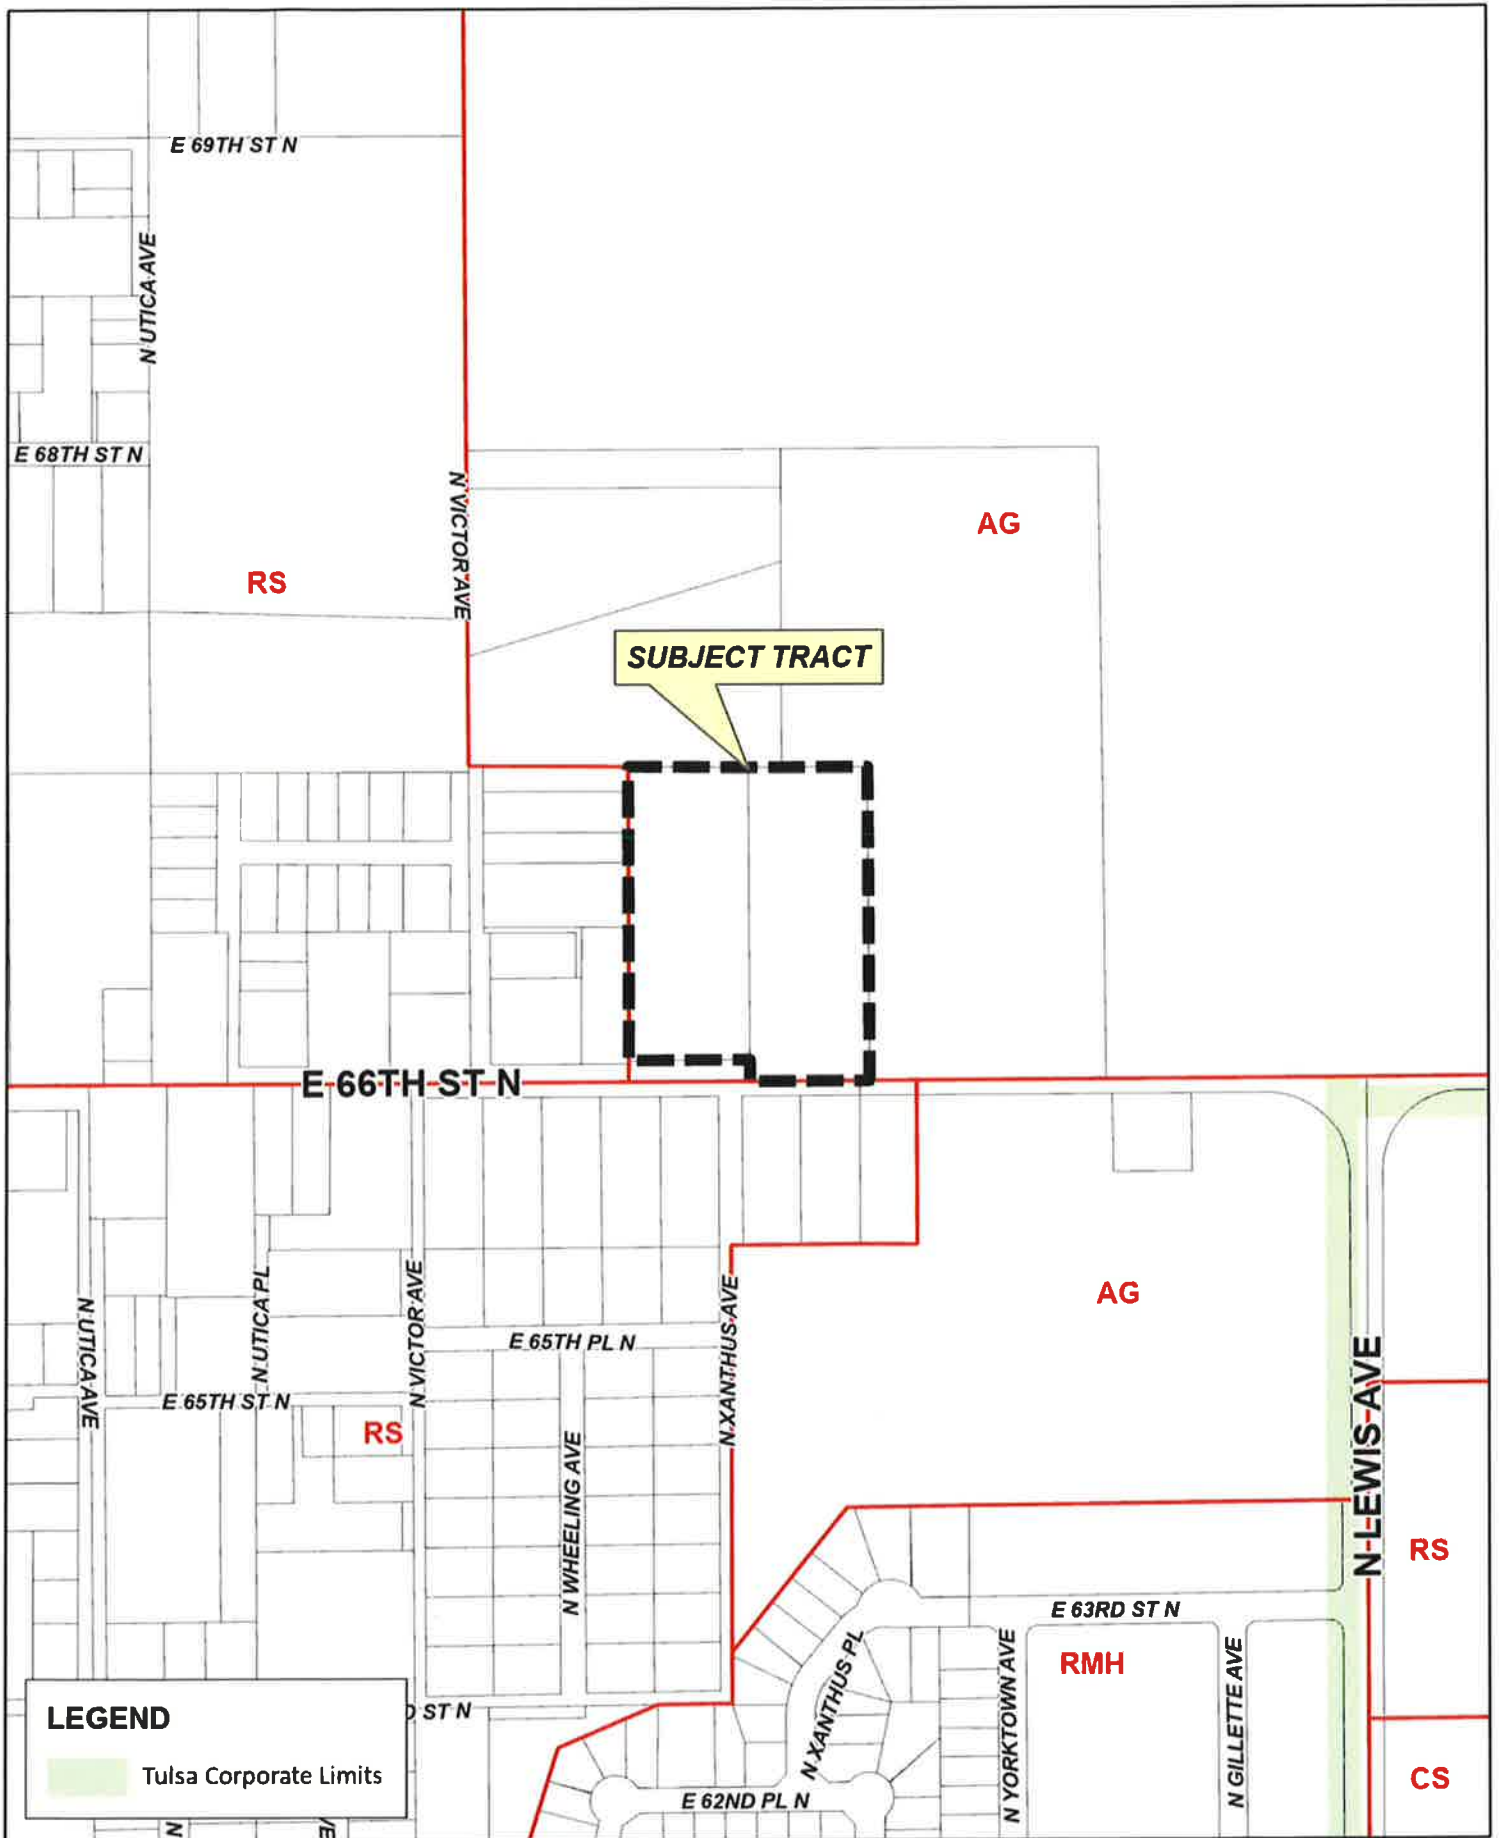 E 69TH ST N
N UTICA AVE
E 68TH ST N
N VICTOR AVE
AG
RS
SUBJECT TRACT
E 66TH ST N
AG
N UTICA AVE
N UTICA PL
N VICTOR AVE
N XANTHUS AVE
E 65TH PL N
E 65TH ST N
RS
N WHEELING AVE
N LEWIS AVE
RS
E 63RD ST N
RMH
N XANTHUS PL
N YORKTOWN AVE
N GILLETTE AVE
ST N
CS
E 62ND PL N
LEGEND
Tulsa Corporate Limits
N
VE